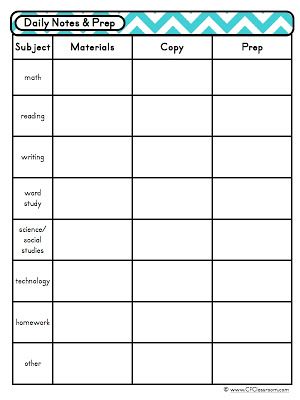 Daily Notes & Prep
Subject Materials Copy Prep
math
reading
writing
word
study
science/
social
studies
technology
homework
other
© www.CFClassroom.com